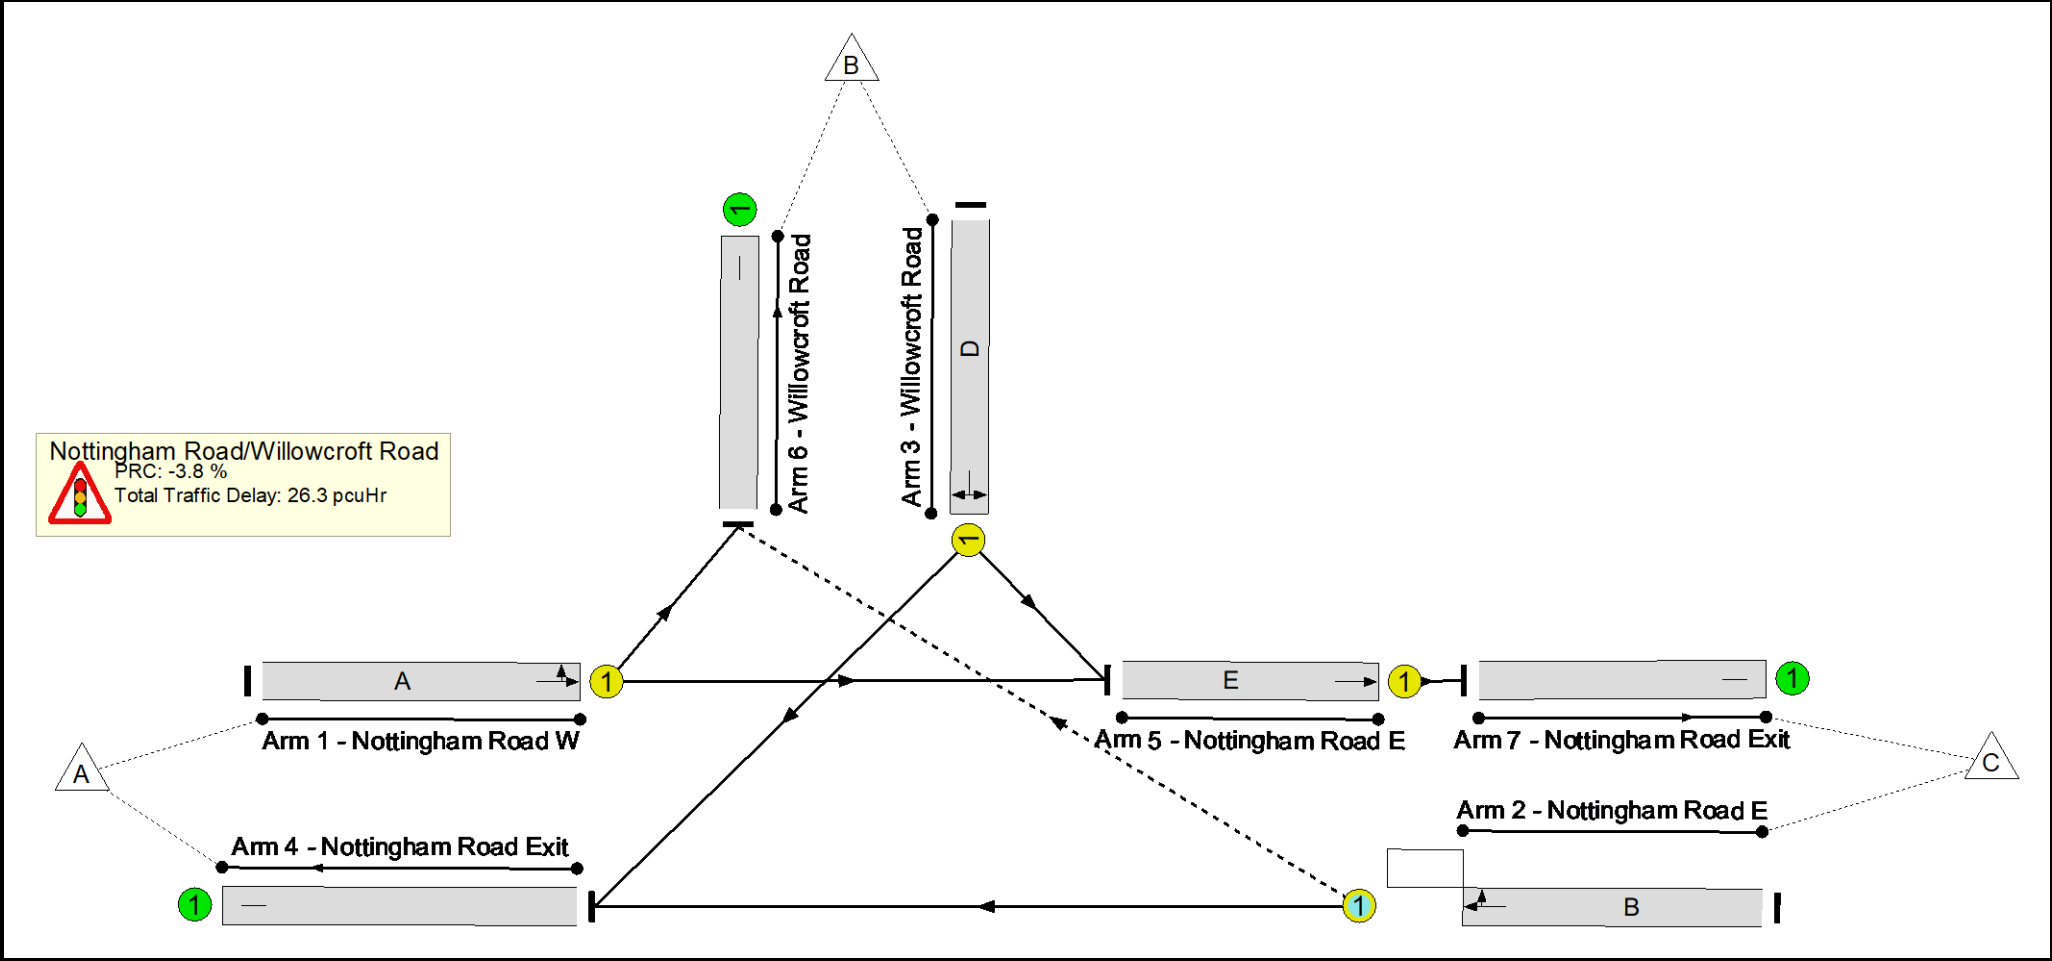 B
1
1
Arm 6 - Willowcroft Road
Arm 3 - Willowcroft Road
D
Nottingham Road/Willowcroft Road
PRC: -3.8 %
Total Traffic Delay: 26.3 pcuHr
A
1
E
1
1
Arm 1 - Nottingham Road W
Arm 5 - Nottingham Road E
Arm 7 - Nottingham Road Exit
A
C
Arm 2 - Nottingham Road E
Arm 4 - Nottingham Road Exit
1
1
B